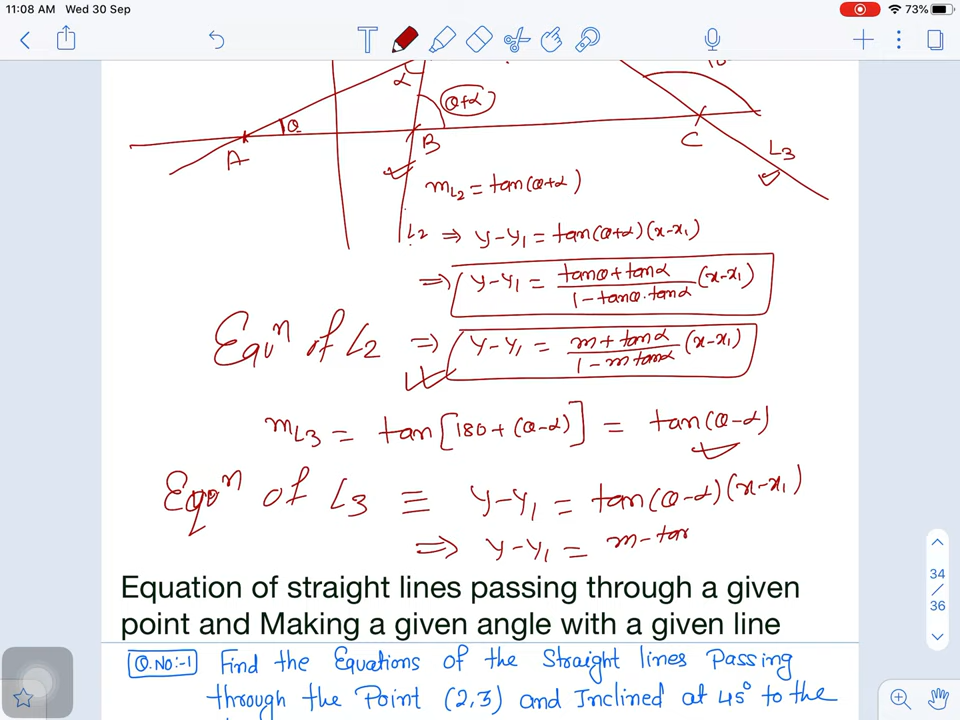 11:08 AM Wed 30 Sep
73%
T
α
θ+α
θ
A
B
C
L3
mL2 = tan(θ+α)
L2 ⇒ y-y1 = tan(θ+α)(x-x1)
⇒ y-y1 = (tanθ+tanα)/(1-tanθ.tanα) (x-x1)
Equn of L2 ⇒ y-y1 = (m+tanα)/(1-m tanα) (x-x1)
mL3 = tan[180+(θ-α)] = tan(θ-α)
Equn of L3 ≡ y-y1 = tan(θ-α)(x-x1)
⇒ y-y1 = m-tan
34
/
36
Equation of straight lines passing through a given
point and Making a given angle with a given line
Q.No:-1 Find the Equations of the Straight lines Passing
through the Point (2,3) and Inclined at 45° to the